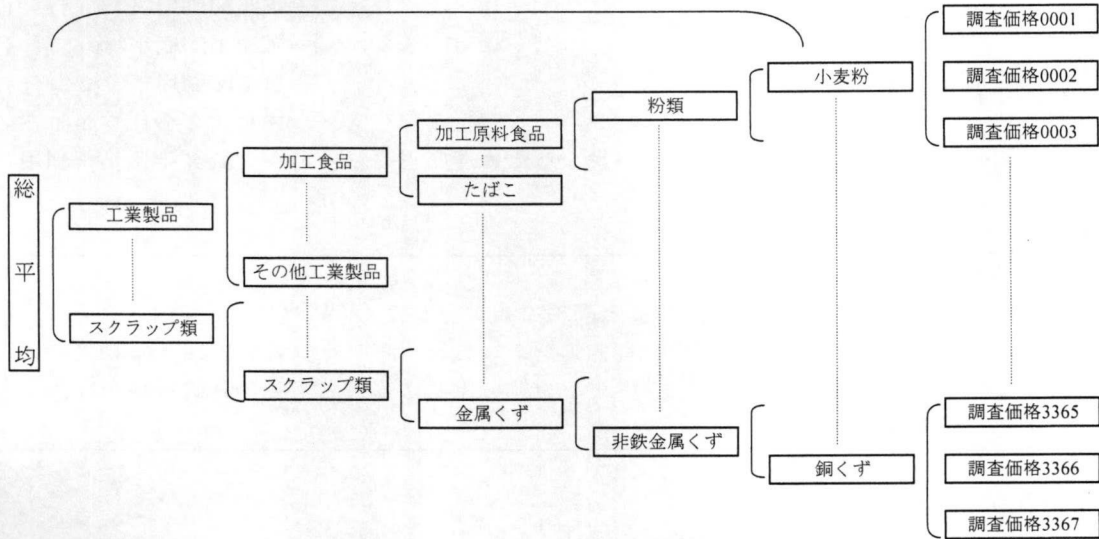 総平均
工業製品
スクラップ類
加工食品
その他工業製品
スクラップ類
加工原料食品
たばこ
金属くず
粉類
非鉄金属くず
小麦粉
銅くず
調査価格0001
調査価格0002
調査価格0003
調査価格3365
調査価格3366
調査価格3367